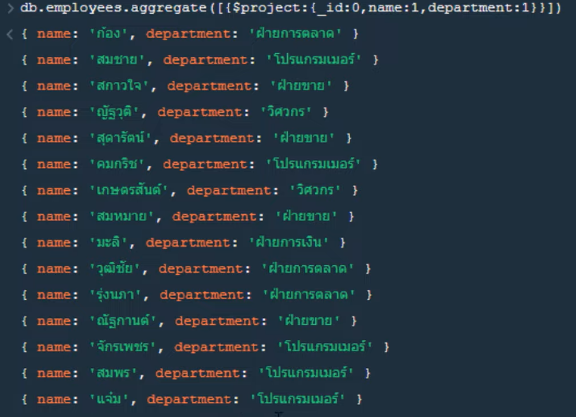 db.employees.aggregate([{$project:{_id:0,name:1,department:1}}])
{ name: 'ก้อง', department: 'ฝ่ายการตลาด' }
{ name: 'สมชาย', department: 'โปรแกรมเมอร์' }
{ name: 'สกาวใจ', department: 'ฝ่ายขาย' }
{ name: 'ณัฐวุติ', department: 'วิศวกร' }
{ name: 'สุดารัตน์', department: 'ฝ่ายขาย' }
{ name: 'คมกริช', department: 'โปรแกรมเมอร์' }
{ name: 'เกษตรสันต์', department: 'วิศวกร' }
{ name: 'สมหมาย', department: 'ฝ่ายขาย' }
{ name: 'มะลิ', department: 'ฝ่ายการเงิน' }
{ name: 'วุฒิชัย', department: 'ฝ่ายการตลาด' }
{ name: 'รุ่งนภา', department: 'ฝ่ายการตลาด' }
{ name: 'ณัฐกานต์', department: 'ฝ่ายขาย' }
{ name: 'จักรเพชร', department: 'โปรแกรมเมอร์' }
{ name: 'สมพร', department: 'โปรแกรมเมอร์' }
{ name: 'แจ่ม', department: 'โปรแกรมเมอร์' }